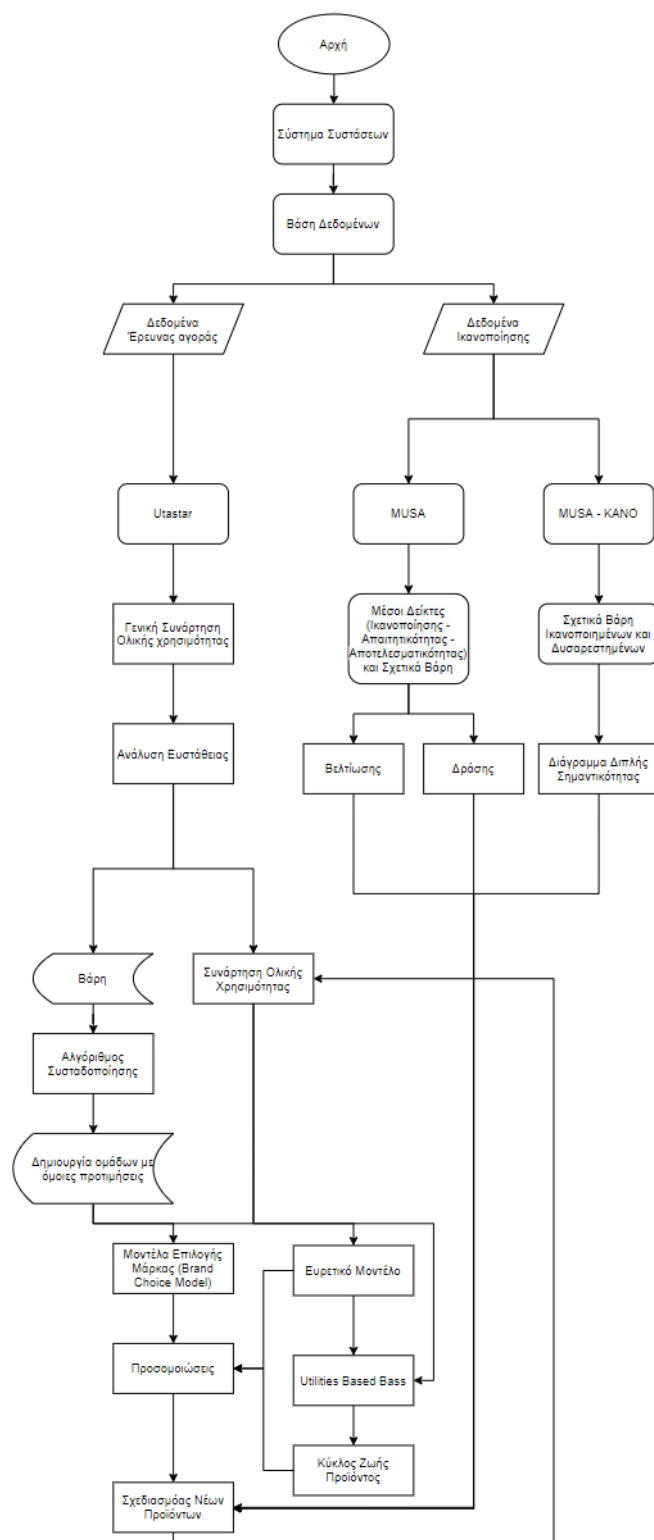 Αρχή
Σύστημα Συστάσεων
Βάση Δεδομένων
Δεδομένα
Έρευνας αγοράς
Δεδομένα
Ικανοποίησης
Utastar
MUSA
MUSA - KANO
Γενική Συνάρτηση
Ολικής χρησιμότητας
Μέσοι Δείκτες
(Ικανοποίησης -
Απαιτητικότητας -
Αποτελεσματικότητας)
και Σχετικά Βάρη
Σχετικά Βάρη
Ικανοποιημένων και
Δυσαρεστημένων
Ανάλυση Ευστάθειας
Βελτίωσης
Δράσης
Διάγραμμα Διπλής
Σημαντικότητας
Βάρη
Συνάρτηση Ολικής
Χρησιμότητας
Αλγόριθμος
Συσταδοποίησης
Δημιουργία ομάδων με
όμοιες προτιμήσεις
Μοντέλα Επιλογής
Μάρκας (Brand
Choice Model)
Ευρετικό Μοντέλο
Προσομοιώσεις
Utilities Based Bass
Κύκλος Ζωής
Προϊόντος
Σχεδιασμόας Νέων
Προϊόντων